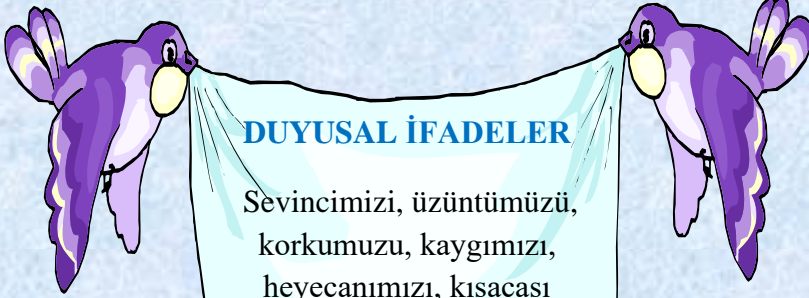 DUYUSAL İFADELER
Sevincimizi, üzüntümüzü,
korkumuzu, kaygımızı,
heyecanımızı, kısacası